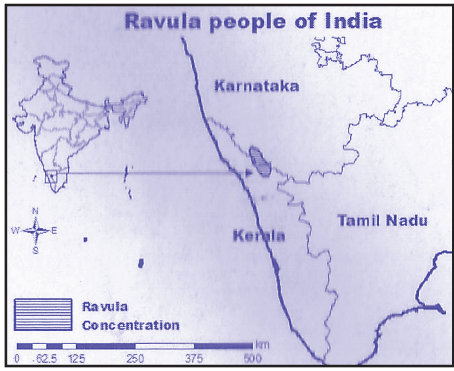 Ravula people of India
Karnataka
N
W E
S
Tamil Nadu
Kerala
Ravula
Concentration
km
0 62.5 125 250 375 500